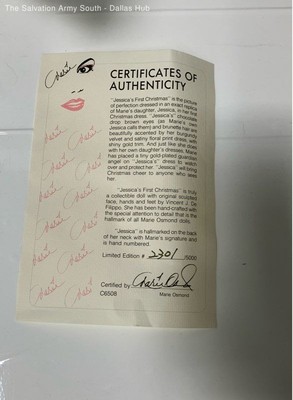 The Salvation Army South - Dallas Hub
Marie
CERTIFICATES OF
AUTHENTICITY
"Jessica's First Christmas" is the picture
of perfection dressed in an exact replica
of Marie's daughter, Jessica, in her first
Christmas dress. "Jessica's" chocolate
drop brown eyes (as Marie's new
Jessica calls them) and brunette hair are
beautifully accented by her burgundy
velvet and satiny floral print dress, with
shiny gold trim. And just like she does
with her own daughter's dresses, Marie
has placed a tiny gold-plated guardian
angel on "Jessica's" dress to watch
over and protect her. "Jessica" will bring
Christmas cheer to anyone who sees
her.
"Jessica's First Christmas" is truly
a collectible doll with original sculpted
face, hands and feet by Vincent J. De
Filippo. She has been hand-crafted with
the special attention to detail that is the
hallmark of all Marie Osmond dolls.
"Jessica" is hallmarked on the back
of her neck with Marie's signature and
is hand numbered.
Limited Edition # 2301 /5000
Certified by Marie Osmond
C6508 Marie Osmond